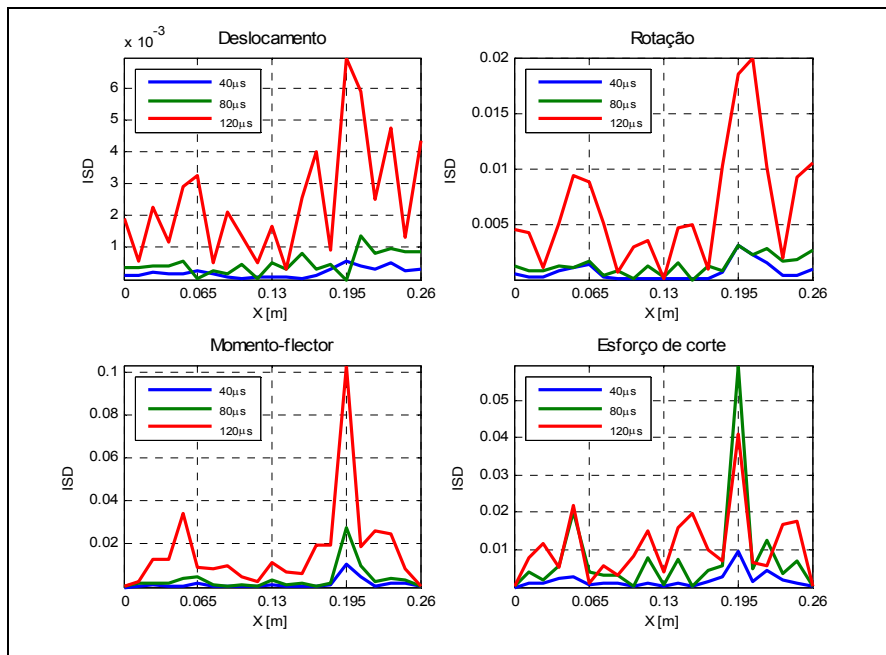 Deslocamento
x 10-3
ISD
6
5
4
3
2
1
40µs
80µs
120µs
0 0.065 0.13 0.195 0.26
X [m]
Rotação
ISD
0.02
0.015
0.01
0.005
40µs
80µs
120µs
0 0.065 0.13 0.195 0.26
X [m]
Momento-flector
ISD
0.1
0.08
0.06
0.04
0.02
40µs
80µs
120µs
0 0.065 0.13 0.195 0.26
X [m]
Esforço de corte
ISD
0.05
0.04
0.03
0.02
0.01
40µs
80µs
120µs
0 0.065 0.13 0.195 0.26
X [m]